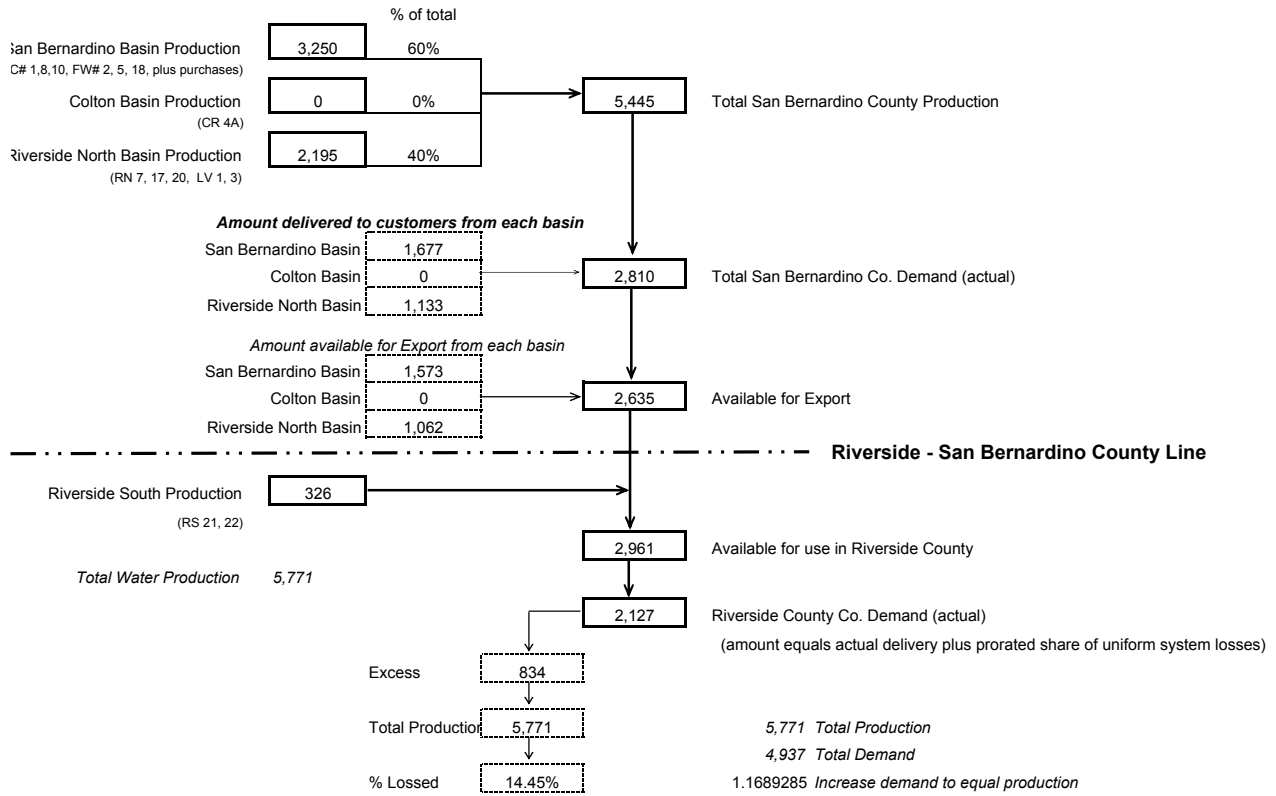 % of total
San Bernardino Basin Production 3,250 60%
C# 1,8,10, FW# 2, 5, 18, plus purchases)
Colton Basin Production 0 0% 5,445 Total San Bernardino County Production
(CR 4A)
Riverside North Basin Production 2,195 40%
(RN 7, 17, 20, LV 1, 3)
Amount delivered to customers from each basin
San Bernardino Basin 1,677
Colton Basin 0 2,810 Total San Bernardino Co. Demand (actual)
Riverside North Basin 1,133
Amount available for Export from each basin
San Bernardino Basin 1,573
Colton Basin 0 2,635 Available for Export
Riverside North Basin 1,062
Riverside - San Bernardino County Line
Riverside South Production 326
(RS 21, 22)
2,961 Available for use in Riverside County
Total Water Production 5,771
2,127 Riverside County Co. Demand (actual)
(amount equals actual delivery plus prorated share of uniform system losses)
Excess 834
Total Production 5,771 5,771 Total Production
4,937 Total Demand
% Lossed 14.45% 1.1689285 Increase demand to equal production